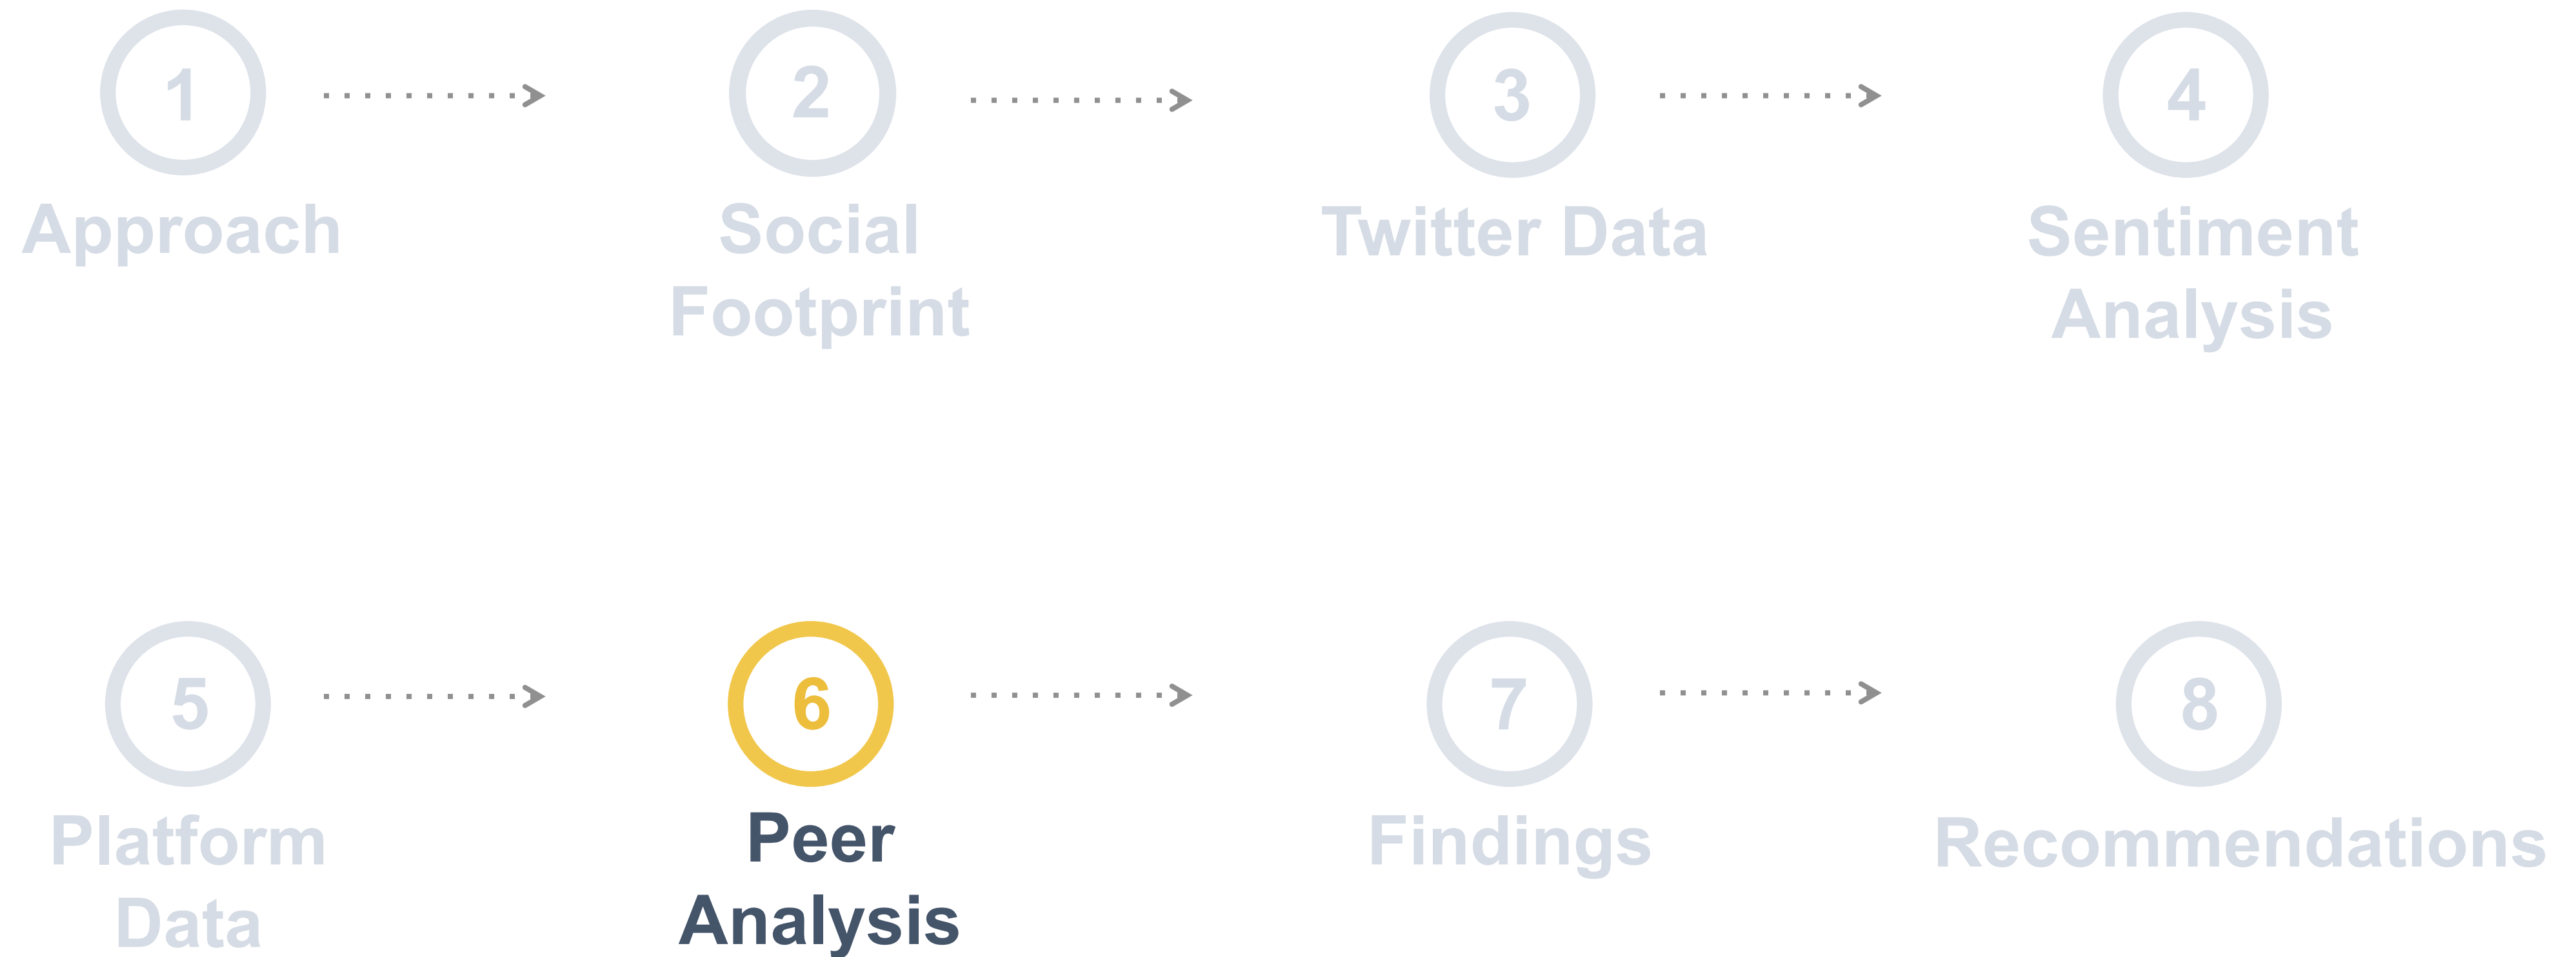 1
2
3
4
Approach
Social
Footprint
Twitter Data
Sentiment
Analysis
5
6
7
8
Platform
Data
Peer
Analysis
Findings
Recommendations